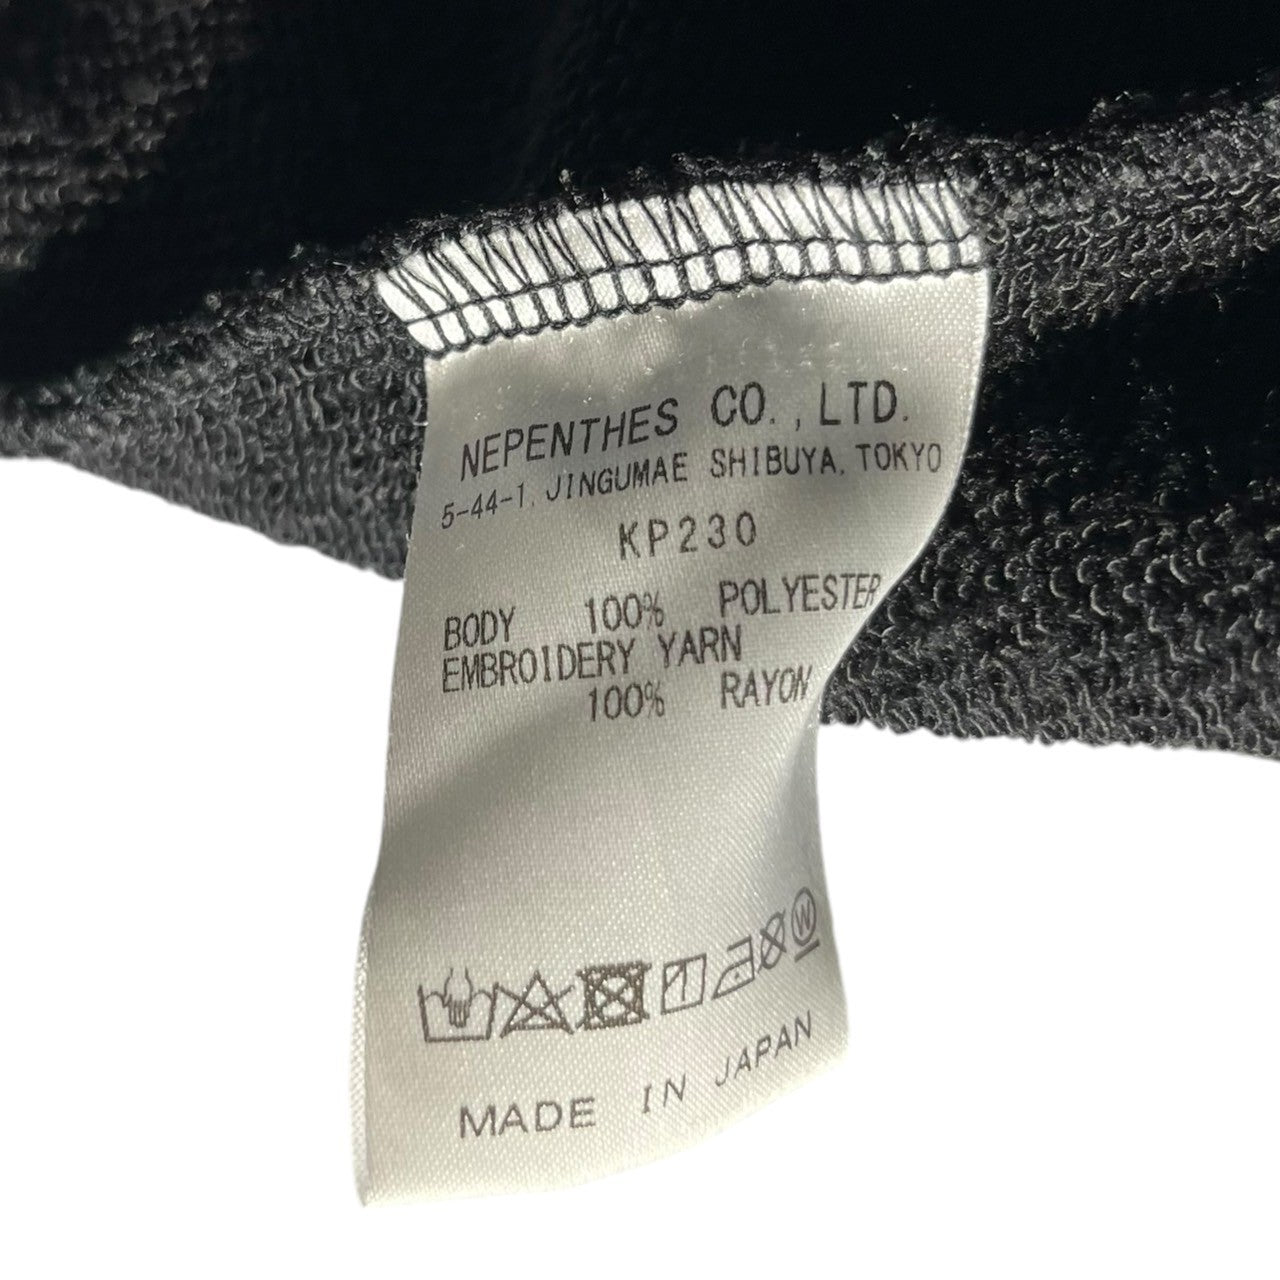 NEPENTHES CO.,LTD.
5-44-1, JINGUMAE SHIBUYA, TOKYO
KP230
BODY 100% POLYESTER
EMBROIDERY YARN
100% RAYON
W
MADE IN JAPAN